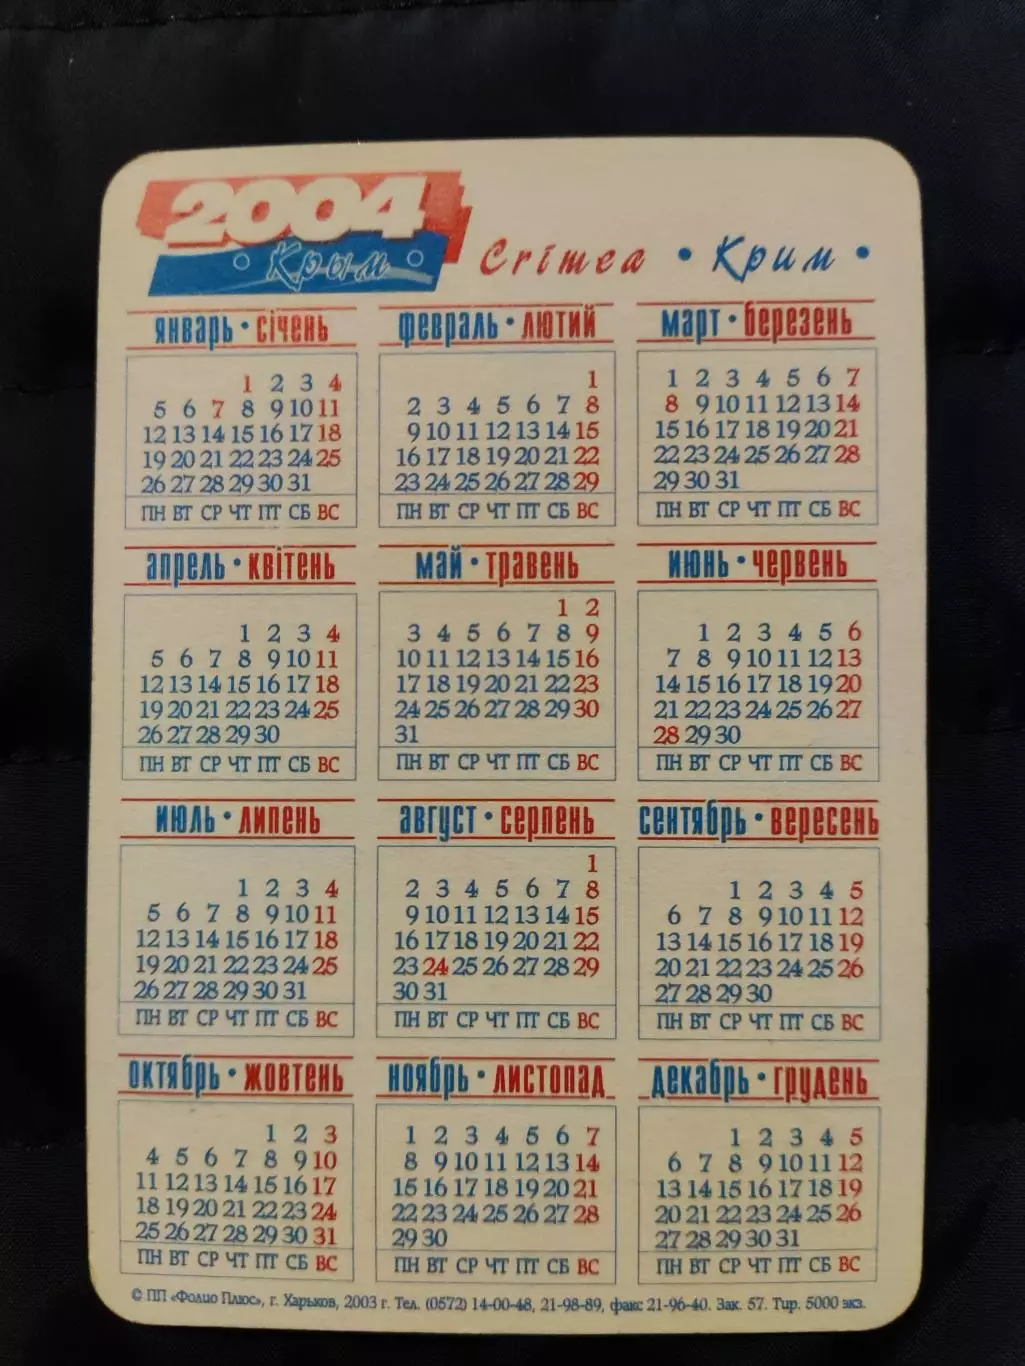 2004
• Крым •
Crimea • Крим •
январь • січень
1 2 3 4
5 6 7 8 9 10 11
12 13 14 15 16 17 18
19 20 21 22 23 24 25
26 27 28 29 30 31
ПН ВТ СР ЧТ ПТ СБ ВС
февраль • лютий
1
2 3 4 5 6 7 8
9 10 11 12 13 14 15
16 17 18 19 20 21 22
23 24 25 26 27 28 29
ПН ВТ СР ЧТ ПТ СБ ВС
март • березень
1 2 3 4 5 6 7
8 9 10 11 12 13 14
15 16 17 18 19 20 21
22 23 24 25 26 27 28
29 30 31
ПН ВТ СР ЧТ ПТ СБ ВС
апрель • квітень
1 2 3 4
5 6 7 8 9 10 11
12 13 14 15 16 17 18
19 20 21 22 23 24 25
26 27 28 29 30
ПН ВТ СР ЧТ ПТ СБ ВС
май • травень
1 2
3 4 5 6 7 8 9
10 11 12 13 14 15 16
17 18 19 20 21 22 23
24 25 26 27 28 29 30
31
ПН ВТ СР ЧТ ПТ СБ ВС
июнь • червень
1 2 3 4 5 6
7 8 9 10 11 12 13
14 15 16 17 18 19 20
21 22 23 24 25 26 27
28 29 30
ПН ВТ СР ЧТ ПТ СБ ВС
июль • липень
1 2 3 4
5 6 7 8 9 10 11
12 13 14 15 16 17 18
19 20 21 22 23 24 25
26 27 28 29 30 31
ПН ВТ СР ЧТ ПТ СБ ВС
август • серпень
1
2 3 4 5 6 7 8
9 10 11 12 13 14 15
16 17 18 19 20 21 22
23 24 25 26 27 28 29
30 31
ПН ВТ СР ЧТ ПТ СБ ВС
сентябрь • вересень
1 2 3 4 5
6 7 8 9 10 11 12
13 14 15 16 17 18 19
20 21 22 23 24 25 26
27 28 29 30
ПН ВТ СР ЧТ ПТ СБ ВС
октябрь • жовтень
1 2 3
4 5 6 7 8 9 10
11 12 13 14 15 16 17
18 19 20 21 22 23 24
25 26 27 28 29 30 31
ПН ВТ СР ЧТ ПТ СБ ВС
ноябрь • листопад
1 2 3 4 5 6 7
8 9 10 11 12 13 14
15 16 17 18 19 20 21
22 23 24 25 26 27 28
29 30
ПН ВТ СР ЧТ ПТ СБ ВС
декабрь • грудень
1 2 3 4 5
6 7 8 9 10 11 12
13 14 15 16 17 18 19
20 21 22 23 24 25 26
27 28 29 30 31
ПН ВТ СР ЧТ ПТ СБ ВС
© ПП «Фолио Плюс», г. Харьков, 2003 г. Тел. (0572) 14-00-48, 21-98-89, факс 21-96-40. Зак. 57. Тир. 5000 экз.